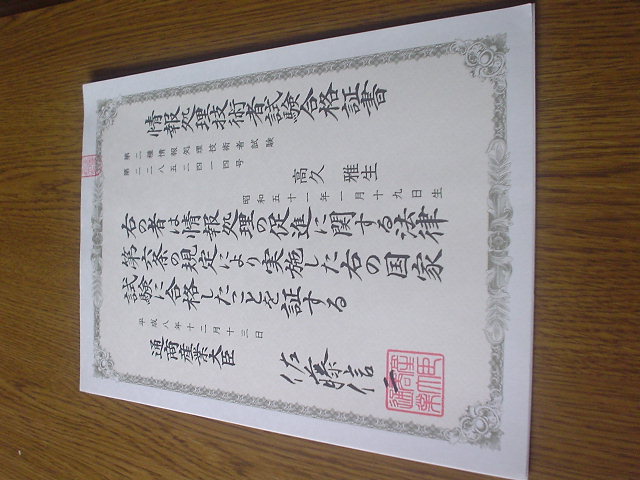 情報処理技術者試験合格証書
第二種情報処理技術者試験
第二二八五二四一四号
高久 雅生
昭和五十一年一月十九日生
右の者は情報処理の促進に関する法律
第六条の規定により実施した右の国家
試験に合格したことを証する
平成八年十二月十三日
通商産業大臣
佐藤信二